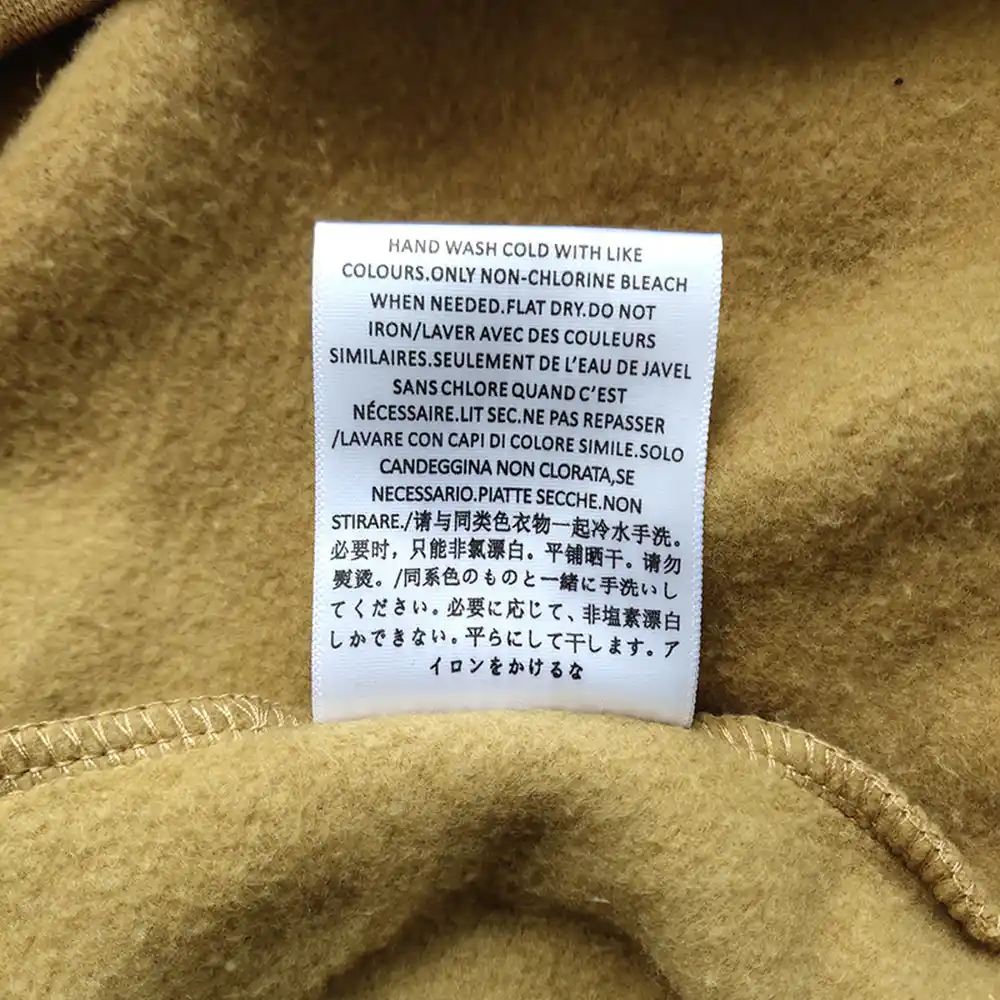 HAND WASH COLD WITH LIKE
COLOURS.ONLY NON-CHLORINE BLEACH
WHEN NEEDED.FLAT DRY.DO NOT
IRON/LAVER AVEC DES COULEURS
SIMILAIRES.SEULEMENT DE L'EAU DE JAVEL
SANS CHLORE QUAND C'EST
NÉCESSAIRE.LIT SEC.NE PAS REPASSER
/LAVARE CON CAPI DI COLORE SIMILE.SOLO
CANDEGGINA NON CLORATA,SE
NECESSARIO.PIATTE SECCHE.NON
STIRARE./请与同类色衣物一起冷水手洗。
必要时，只能非氯漂白。平铺晒干。请勿
熨烫。/同系色のものと一緒に手洗いし
てください。必要に応じて、非塩素漂白
しかできない。平らにして干します。ア
イロンをかけるな